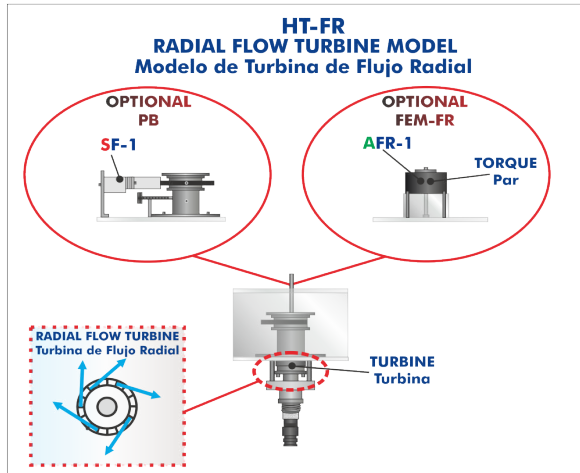 HT-FR
RADIAL FLOW TURBINE MODEL
Modelo de Turbina de Flujo Radial
OPTIONAL
PB
SF-1
OPTIONAL
FEM-FR
AFR-1
TORQUE
Par
RADIAL FLOW TURBINE
Turbina de Flujo Radial
TURBINE
Turbina